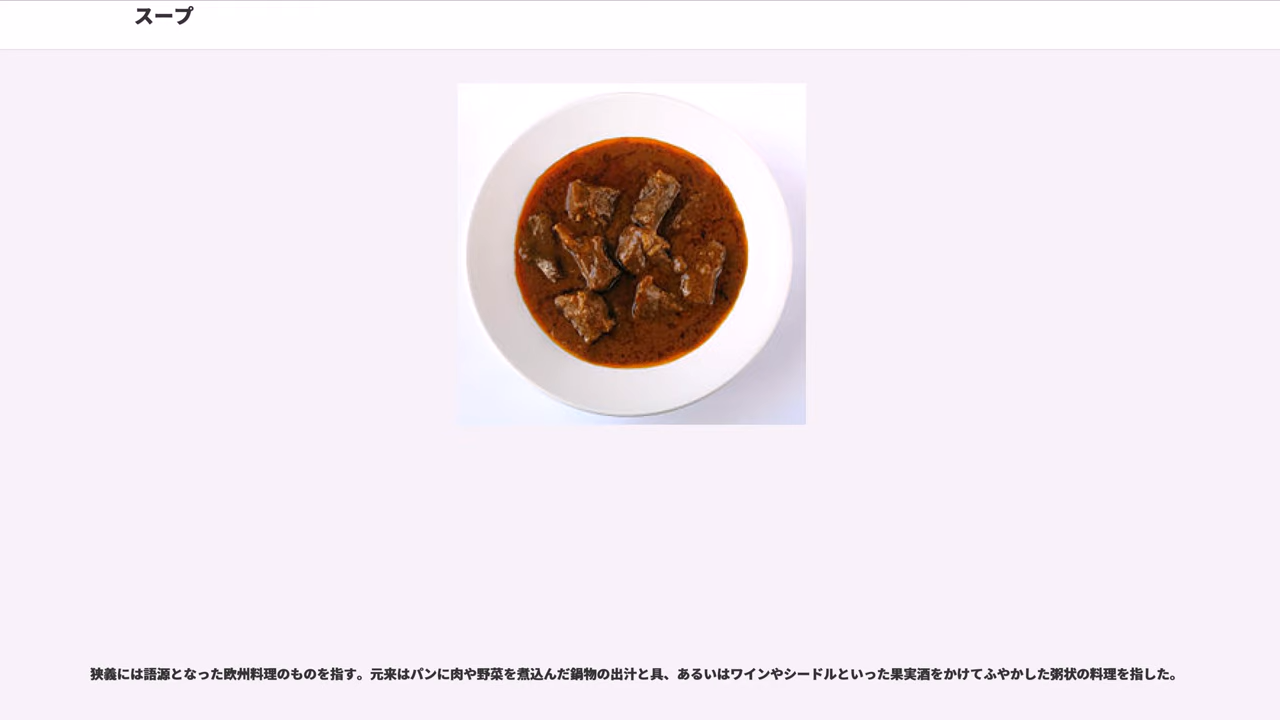 スープ
狭義には語源となった欧州料理のものを指す。元来はパンに肉や野菜を煮込んだ鍋物の出汁と具、あるいはワインやシードルといった果実酒をかけてふやかした粥状の料理を指した。